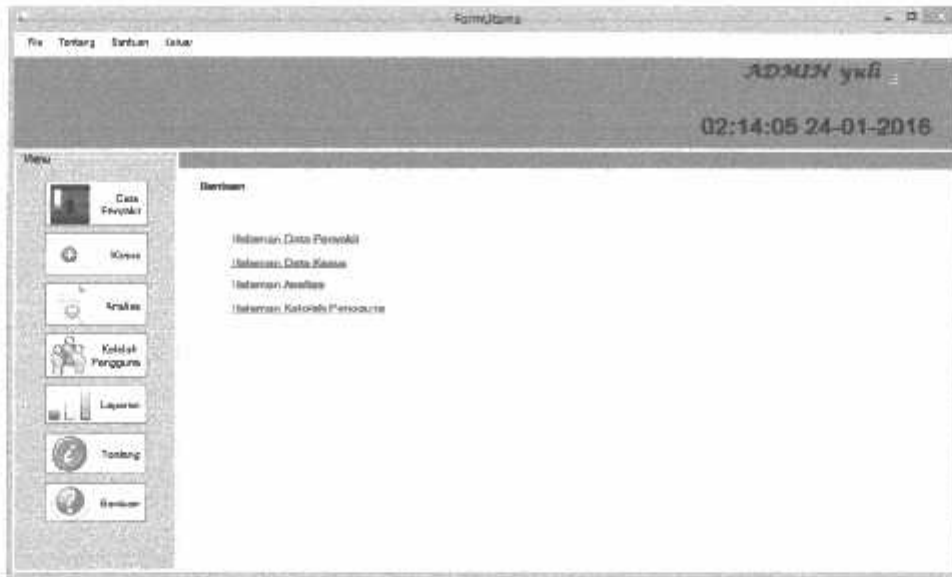 FormUtama
File Tentang Bantuan Keluar
ADMIN yuli
02:14:05 24-01-2016
Menu
Data
Penyakit
Kasus
Analisa
Kelolah
Pengguna
Laporan
Tentang
Bantuan
Bantuan
Halaman Data Penyakit
Halaman Data Kasus
Halaman Analisa
Halaman Kelolah Pengguna